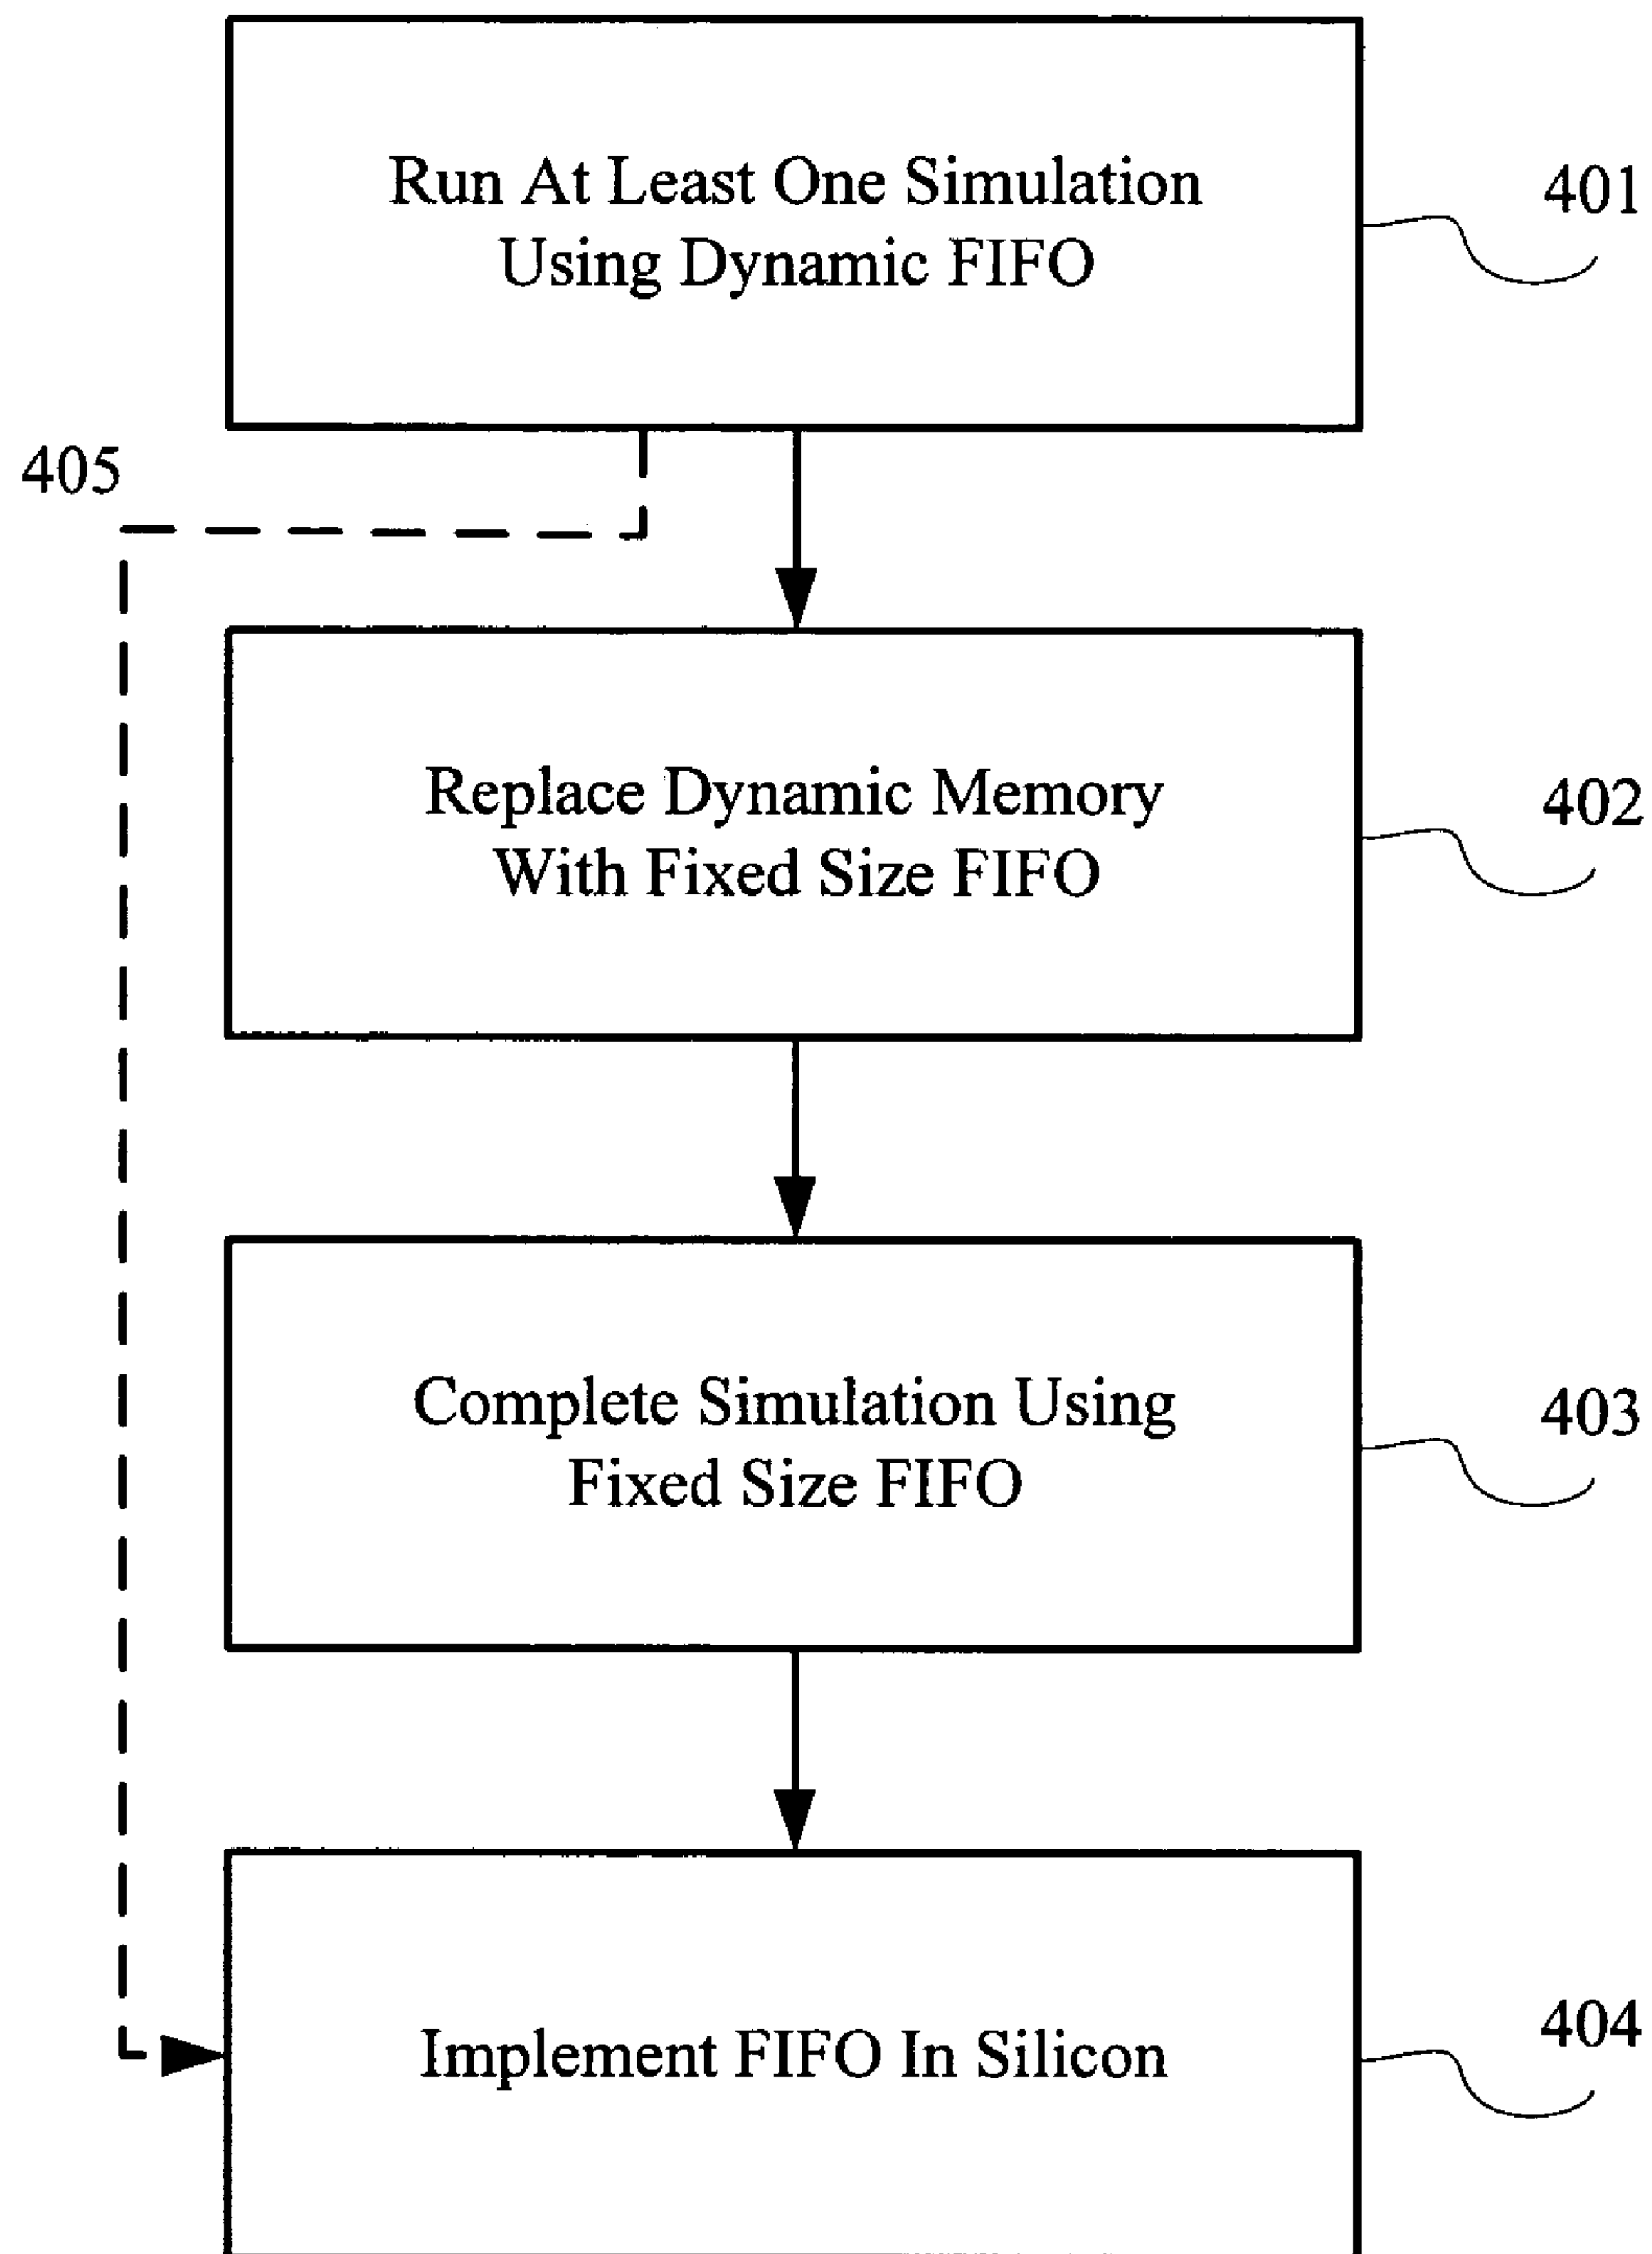 Run At Least One Simulation
Using Dynamic FIFO
401
405
Replace Dynamic Memory
With Fixed Size FIFO
402
Complete Simulation Using
Fixed Size FIFO
403
Implement FIFO In Silicon
404